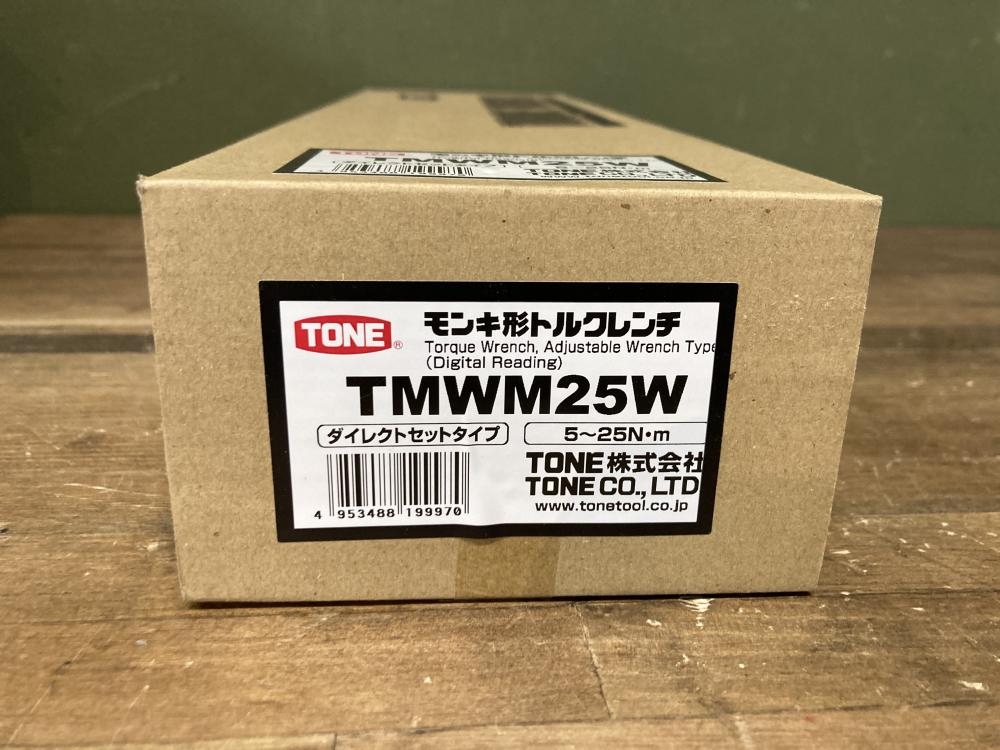 TMWM25W
TONE®
モンキ形トルクレンチ
Torque Wrench, Adjustable Wrench Type
(Digital Reading)
TMWM25W
ダイレクトセットタイプ
5〜25N・m
TONE株式会社
TONE CO., LTD
www.tonetool.co.jp
4 953488 199970